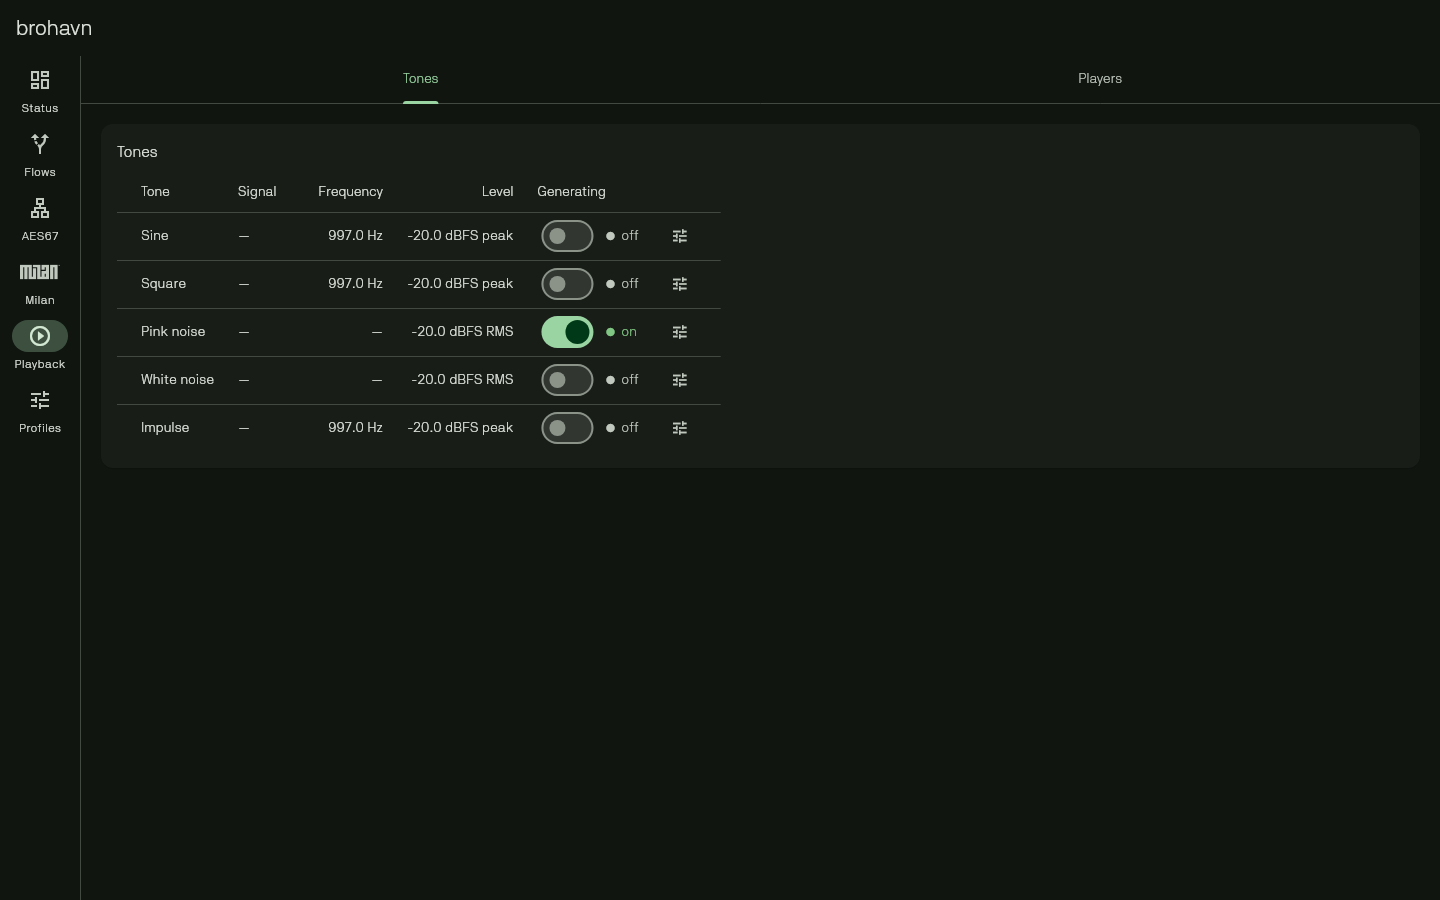 brohavn
Status
Flows
AES67
Milan
Playback
Profiles
Tones
Players
Tones
Tone Signal Frequency Level Generating
Sine — 997.0 Hz -20.0 dBFS peak off
Square — 997.0 Hz -20.0 dBFS peak off
Pink noise — — -20.0 dBFS RMS on
White noise — — -20.0 dBFS RMS off
Impulse — 997.0 Hz -20.0 dBFS peak off